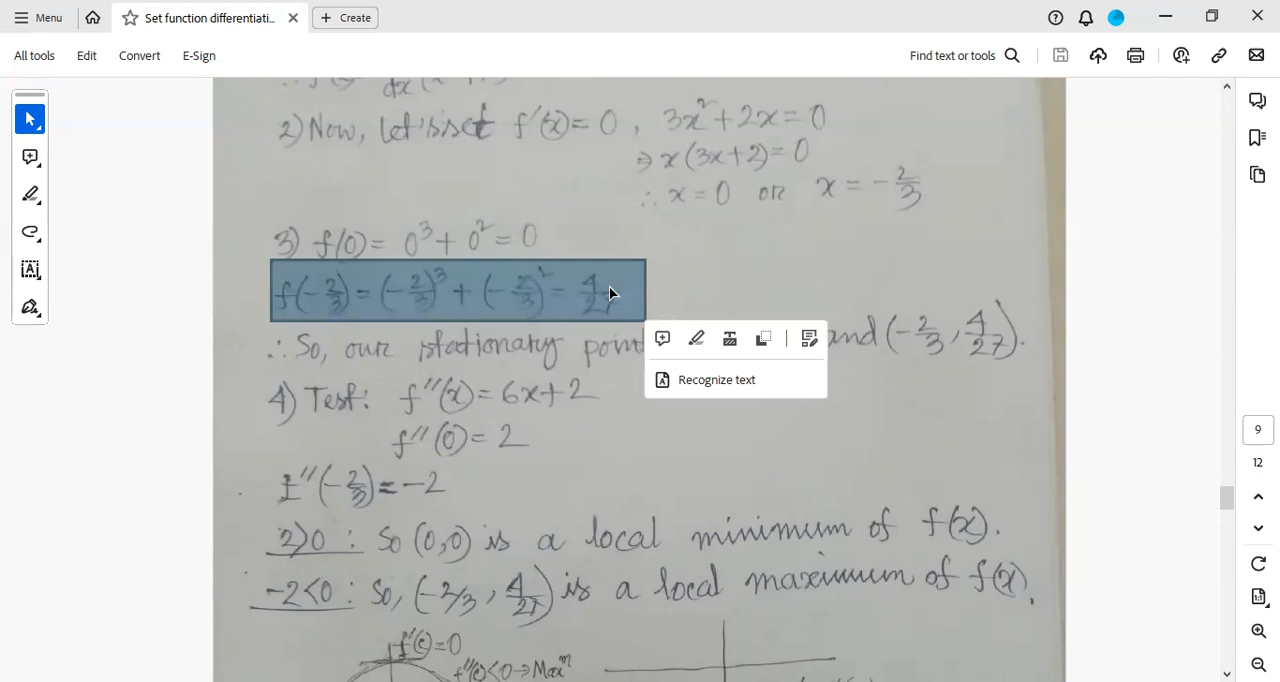 Menu
Set function differentiati...
Create
All tools
Edit
Convert
E-Sign
Find text or tools
2) Now, let's set f'(x)=0, 3x²+2x=0
⇒ x(3x+2)=0
∴ x=0 or x=-2/3
3) f(0)= 0³+ 0²=0
f(-2/3)=(-2/3)³+(-2/3)²=4/27
∴ So, our stationary point and (-2/3, 4/27).
Recognize text
4) Test: f''(x)=6x+2
f''(0)=2
f''(-2/3)=-2
2>0 : So (0,0) is a local minimum of f(x).
-2<0: So, (-2/3, 4/27) is a local maximum of f(x).
f'(c)=0
f''(c)<0→Maxᵐ
9
12